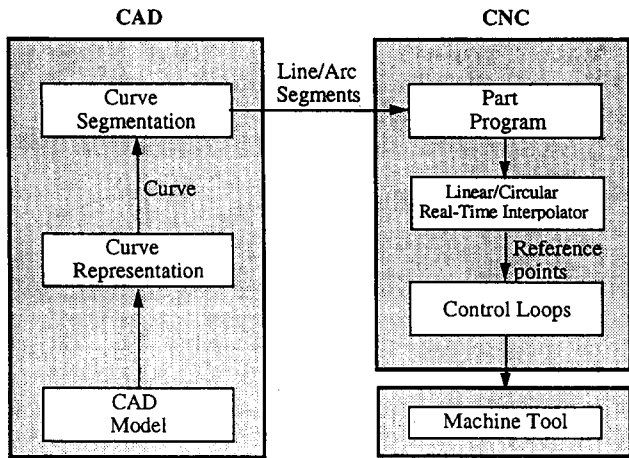 CAD
Curve
Segmentation
Curve
Curve
Representation
CAD
Model
Line/Arc
Segments
CNC
Part
Program
Linear/Circular
Real-Time Interpolator
Reference
points
Control Loops
Machine Tool